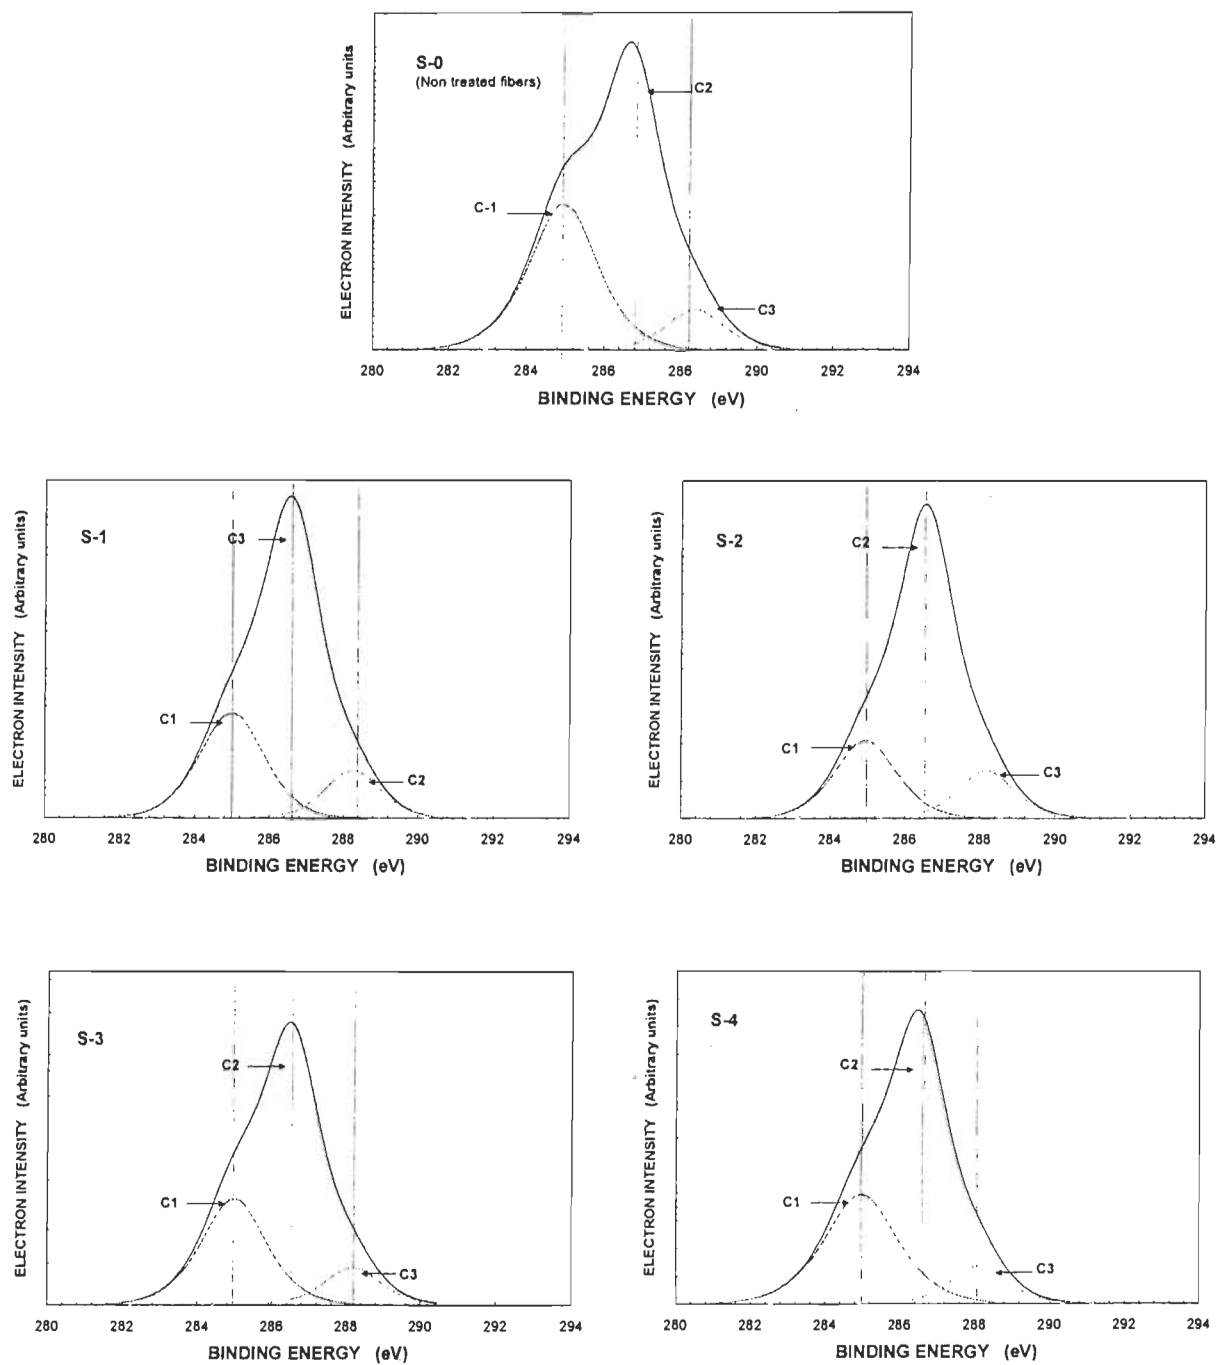 S-0
(Non treated fibers)
C2
C-1
C3
ELECTRON INTENSITY (Arbitrary units
280 282 284 286 288 290 292 294
BINDING ENERGY (eV)
S-1
C3
C1
C2
ELECTRON INTENSITY (Arbitrary units)
280 282 284 286 288 290 292 294
BINDING ENERGY (eV)
S-2
C2
C1
C3
ELECTRON INTENSITY (Arbitrary units)
280 282 284 286 288 290 292 294
BINDING ENERGY (eV)
S-3
C2
C1
C3
ELECTRON INTENSITY (Arbitrary units)
280 282 284 286 288 290 292 294
BINDING ENERGY (eV)
S-4
C2
C1
C3
ELECTRON INTENSITY (Arbitrary units)
280 282 284 286 288 290 292 294
BINDING ENERGY (eV)